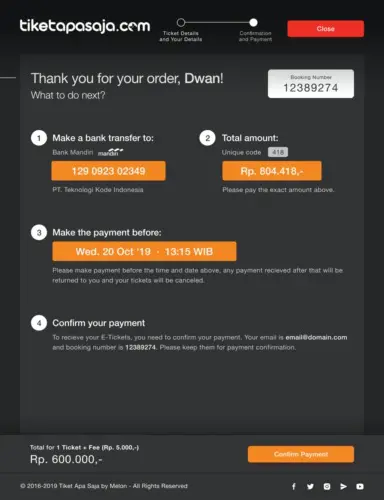 tiketapasaja.com
Ticket Details
and Your Details
Confirmation
and Payment
Close
Thank you for your order, Dwan!
What to do next?
Booking Number
12389274
1 Make a bank transfer to:
Bank Mandiri mandiri
129 0923 02349
PT. Teknologi Kode Indonesia
2 Total amount:
Unique code 418
Rp. 804.418,-
Please pay the exact amount above.
3 Make the payment before:
Wed. 20 Oct '19 · 13:15 WIB
Please make payment before the time and date above, any payment recieved after that will be
returned to you and your tickets will be canceled.
4 Confirm your payment
To recieve your E-Tickets, you need to confirm your payment. Your email is email@domain.com
and booking number is 12389274. Please keep them for payment confirmation.
Total for 1 Ticket + Fee (Rp. 5.000,-)
Rp. 600.000,-
Confirm Payment
© 2016-2019 Tiket Apa Saja by Melon - All Rights Reserved